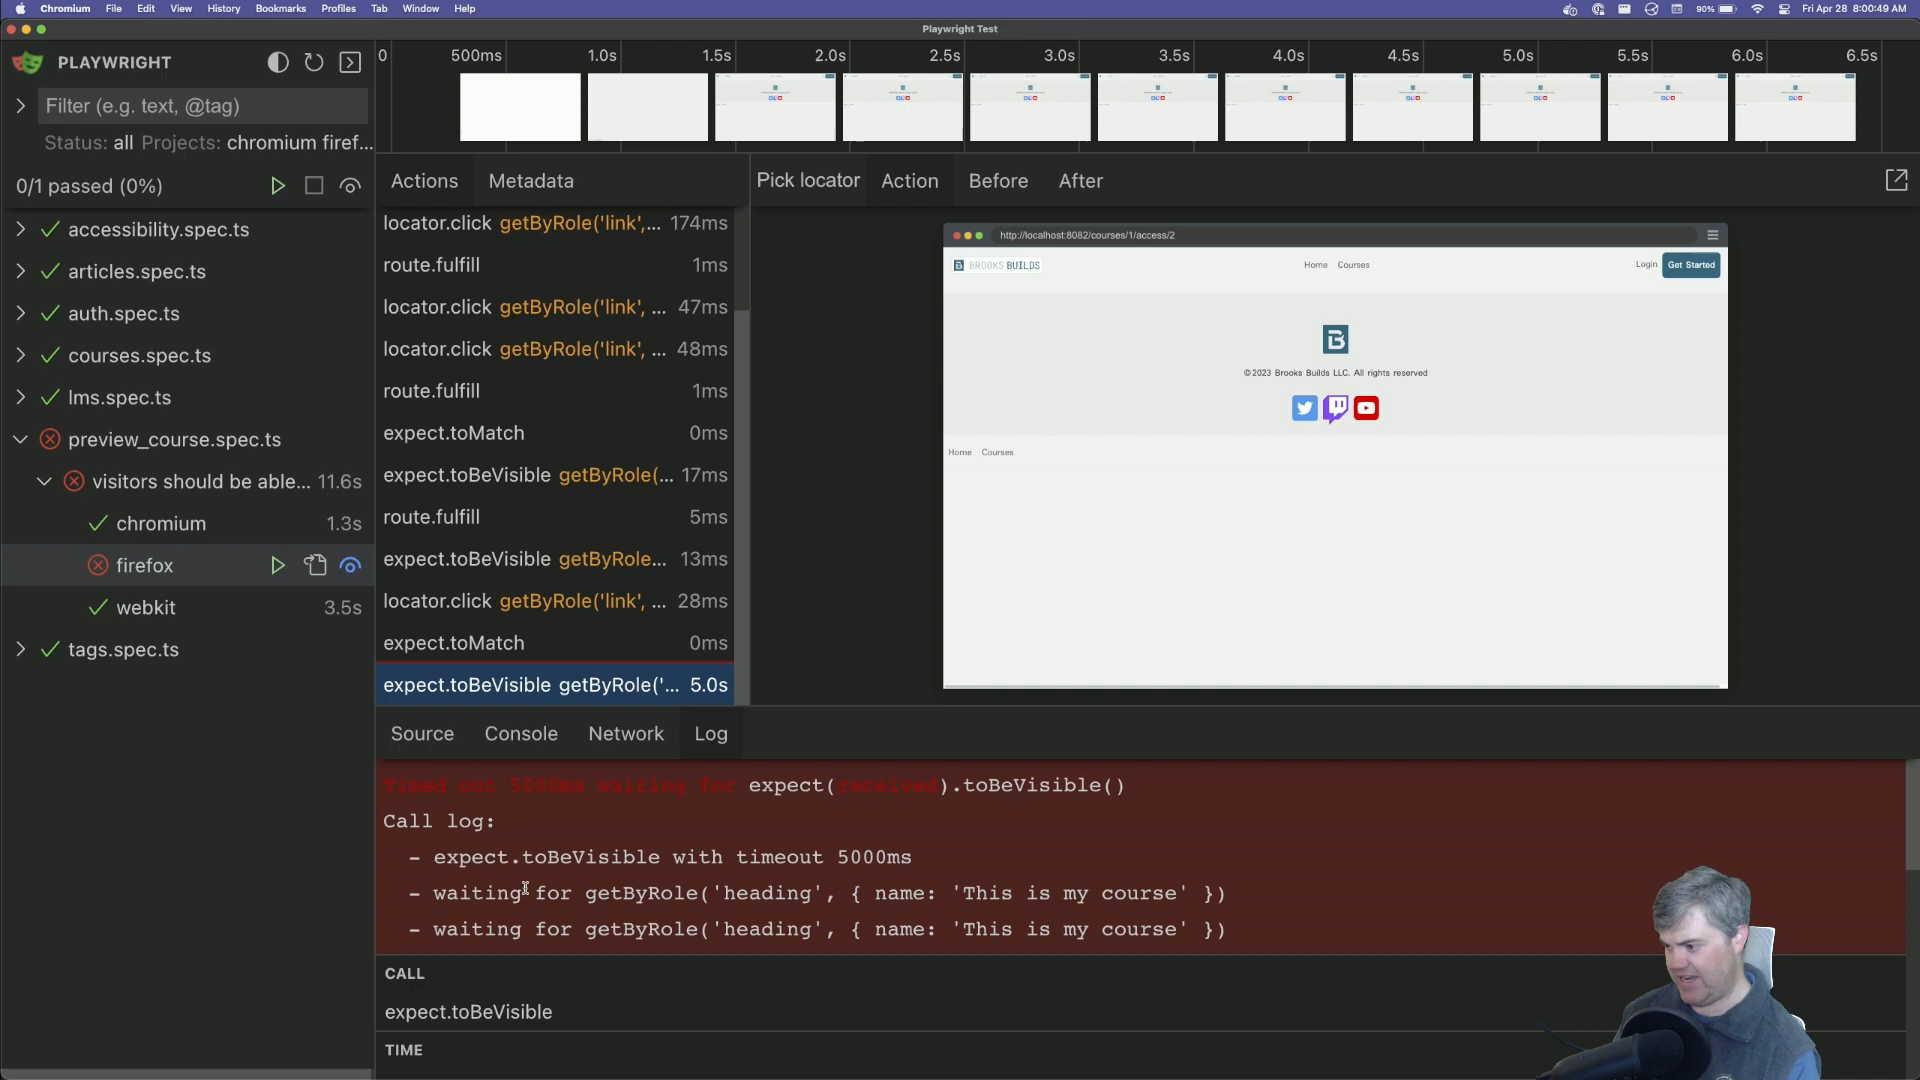 Chromium File Edit View History Bookmarks Profiles Tab Window Help
90% Fri Apr 28 8:00:49 AM
Playwright Test
PLAYWRIGHT
Filter (e.g. text, @tag)
Status: all Projects: chromium firef...
0/1 passed (0%)
accessibility.spec.ts
articles.spec.ts
auth.spec.ts
courses.spec.ts
lms.spec.ts
preview_course.spec.ts
visitors should be able... 11.6s
chromium 1.3s
firefox
webkit 3.5s
tags.spec.ts
0 500ms 1.0s 1.5s 2.0s 2.5s 3.0s 3.5s 4.0s 4.5s 5.0s 5.5s 6.0s 6.5s
Actions Metadata
locator.click getByRole('link',... 174ms
route.fulfill 1ms
locator.click getByRole('link', ... 47ms
locator.click getByRole('link', ... 48ms
route.fulfill 1ms
expect.toMatch 0ms
expect.toBeVisible getByRole(... 17ms
route.fulfill 5ms
expect.toBeVisible getByRole... 13ms
locator.click getByRole('link', ... 28ms
expect.toMatch 0ms
expect.toBeVisible getByRole('... 5.0s
Pick locator Action Before After
http://localhost:8082/courses/1/access/2
BROOKS BUILDS Home Courses Login Get Started
©2023 Brooks Builds LLC. All rights reserved
Home Courses
Source Console Network Log
Timed out 5000ms waiting for expect(received).toBeVisible()
Call log:
- expect.toBeVisible with timeout 5000ms
- waiting for getByRole('heading', { name: 'This is my course' })
- waiting for getByRole('heading', { name: 'This is my course' })
CALL
expect.toBeVisible
TIME